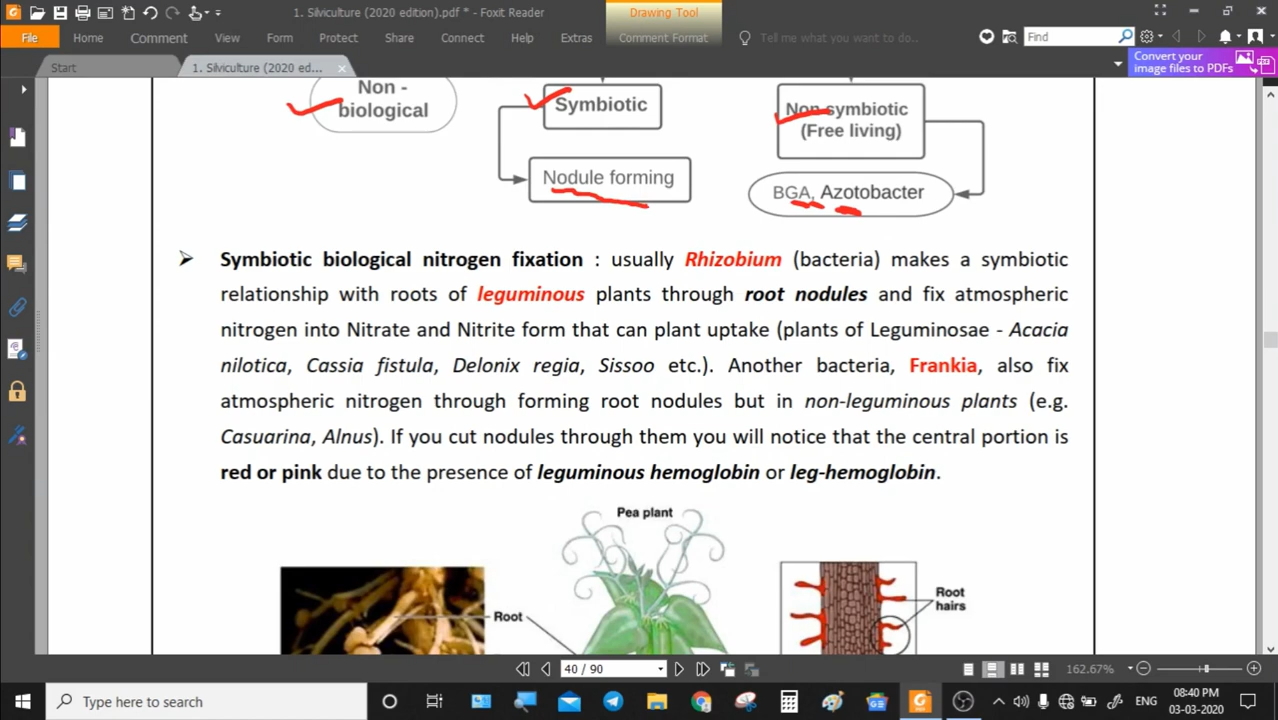 1. Silviculture (2020 edition).pdf * - Foxit Reader
Drawing Tool
File Home Comment View Form Protect Share Connect Help Extras Comment Format Tell me what you want to do... Find
Start 1. Silviculture (2020 ed...
Convert your
image files to PDFs
Non -
biological
Symbiotic
Non symbiotic
(Free living)
Nodule forming
BGA, Azotobacter
Symbiotic biological nitrogen fixation : usually Rhizobium (bacteria) makes a symbiotic
relationship with roots of leguminous plants through root nodules and fix atmospheric
nitrogen into Nitrate and Nitrite form that can plant uptake (plants of Leguminosae - Acacia
nilotica, Cassia fistula, Delonix regia, Sissoo etc.). Another bacteria, Frankia, also fix
atmospheric nitrogen through forming root nodules but in non-leguminous plants (e.g.
Casuarina, Alnus). If you cut nodules through them you will notice that the central portion is
red or pink due to the presence of leguminous hemoglobin or leg-hemoglobin.
Pea plant
Root
Root
hairs
40 / 90
162.67%
Type here to search
ENG
08:40 PM
03-03-2020